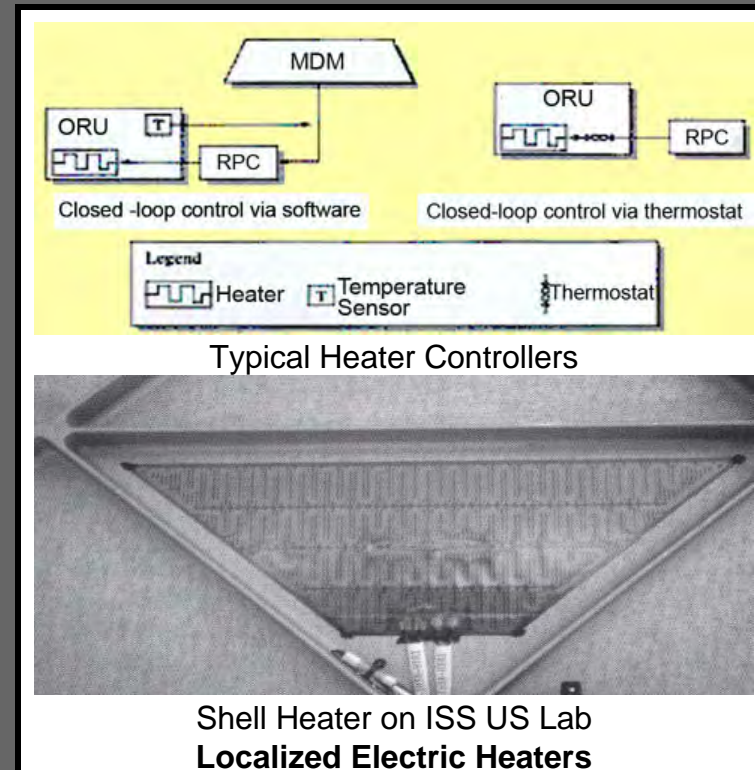 MDM
ORU
T
RPC
Closed -loop control via software
ORU
RPC
Closed-loop control via thermostat
Legend
Heater
T
Temperature
Sensor
Thermostat
Typical Heater Controllers
Shell Heater on ISS US Lab
Localized Electric Heaters